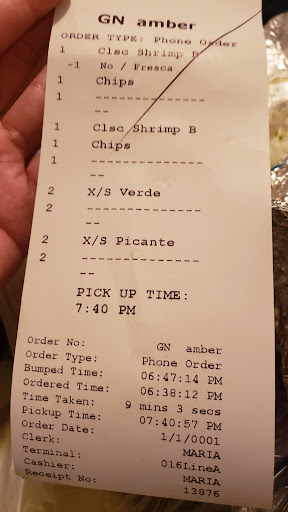 GN amber
ORDER TYPE: Phone Order
1 Clsc Shrimp B
-1 No / Fresca
1 Chips
1 --------------
--
1 Clsc Shrimp B
1 Chips
1 --------------
--
2 X/S Verde
2 --------------
--
2 X/S Picante
2 --------------
--
PICK UP TIME:
7:40 PM
Order No: GN amber
Order Type: Phone Order
Bumped Time: 06:47:14 PM
Ordered Time: 06:38:12 PM
Time Taken: 9 mins 3 secs
Pickup Time: 07:40:57 PM
Order Date: 1/1/0001
Clerk: MARIA
Terminal: 016LineA
Cashier: MARIA
Receipt No: 13876